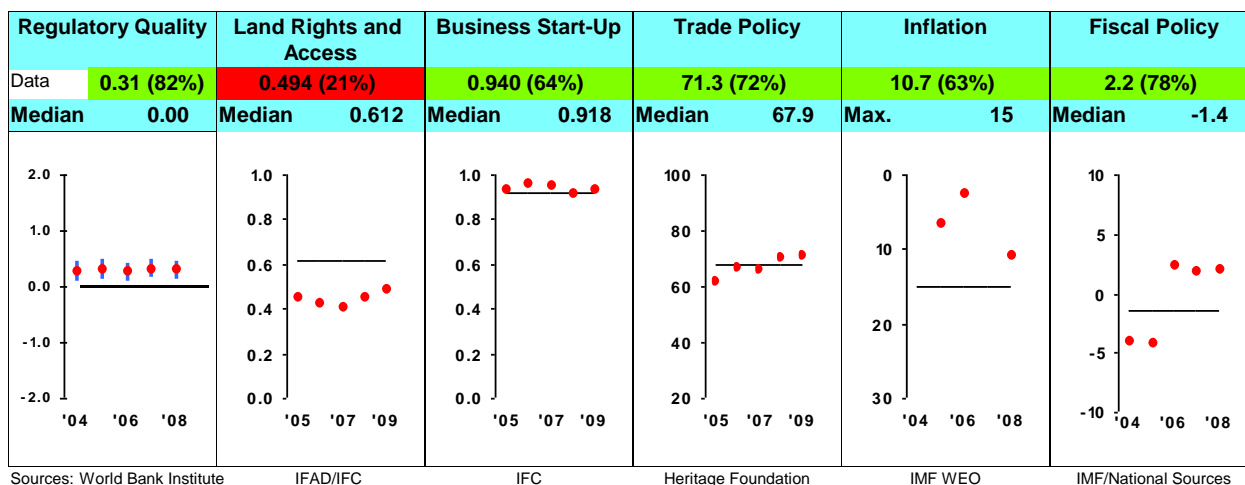 Regulatory Quality
Land Rights and
Access
Business Start-Up
Trade Policy
Inflation
Fiscal Policy
Data 0.31 (82%)
0.494 (21%)
0.940 (64%)
71.3 (72%)
10.7 (63%)
2.2 (78%)
Median 0.00
Median 0.612
Median 0.918
Median 67.9
Max. 15
Median -1.4
2.0
1.0
0.0
-1.0
-2.0
'04 '06 '08
1.0
0.8
0.6
0.4
0.2
0.0
'05 '07 '09
1.0
0.8
0.6
0.4
0.2
0.0
'05 '07 '09
100
80
60
40
20
'05 '07 '09
0
10
20
30
'04 '06 '08
10
5
0
-5
-10
'04 '06 '08
Sources: World Bank Institute
IFAD/IFC
IFC
Heritage Foundation
IMF WEO
IMF/National Sources